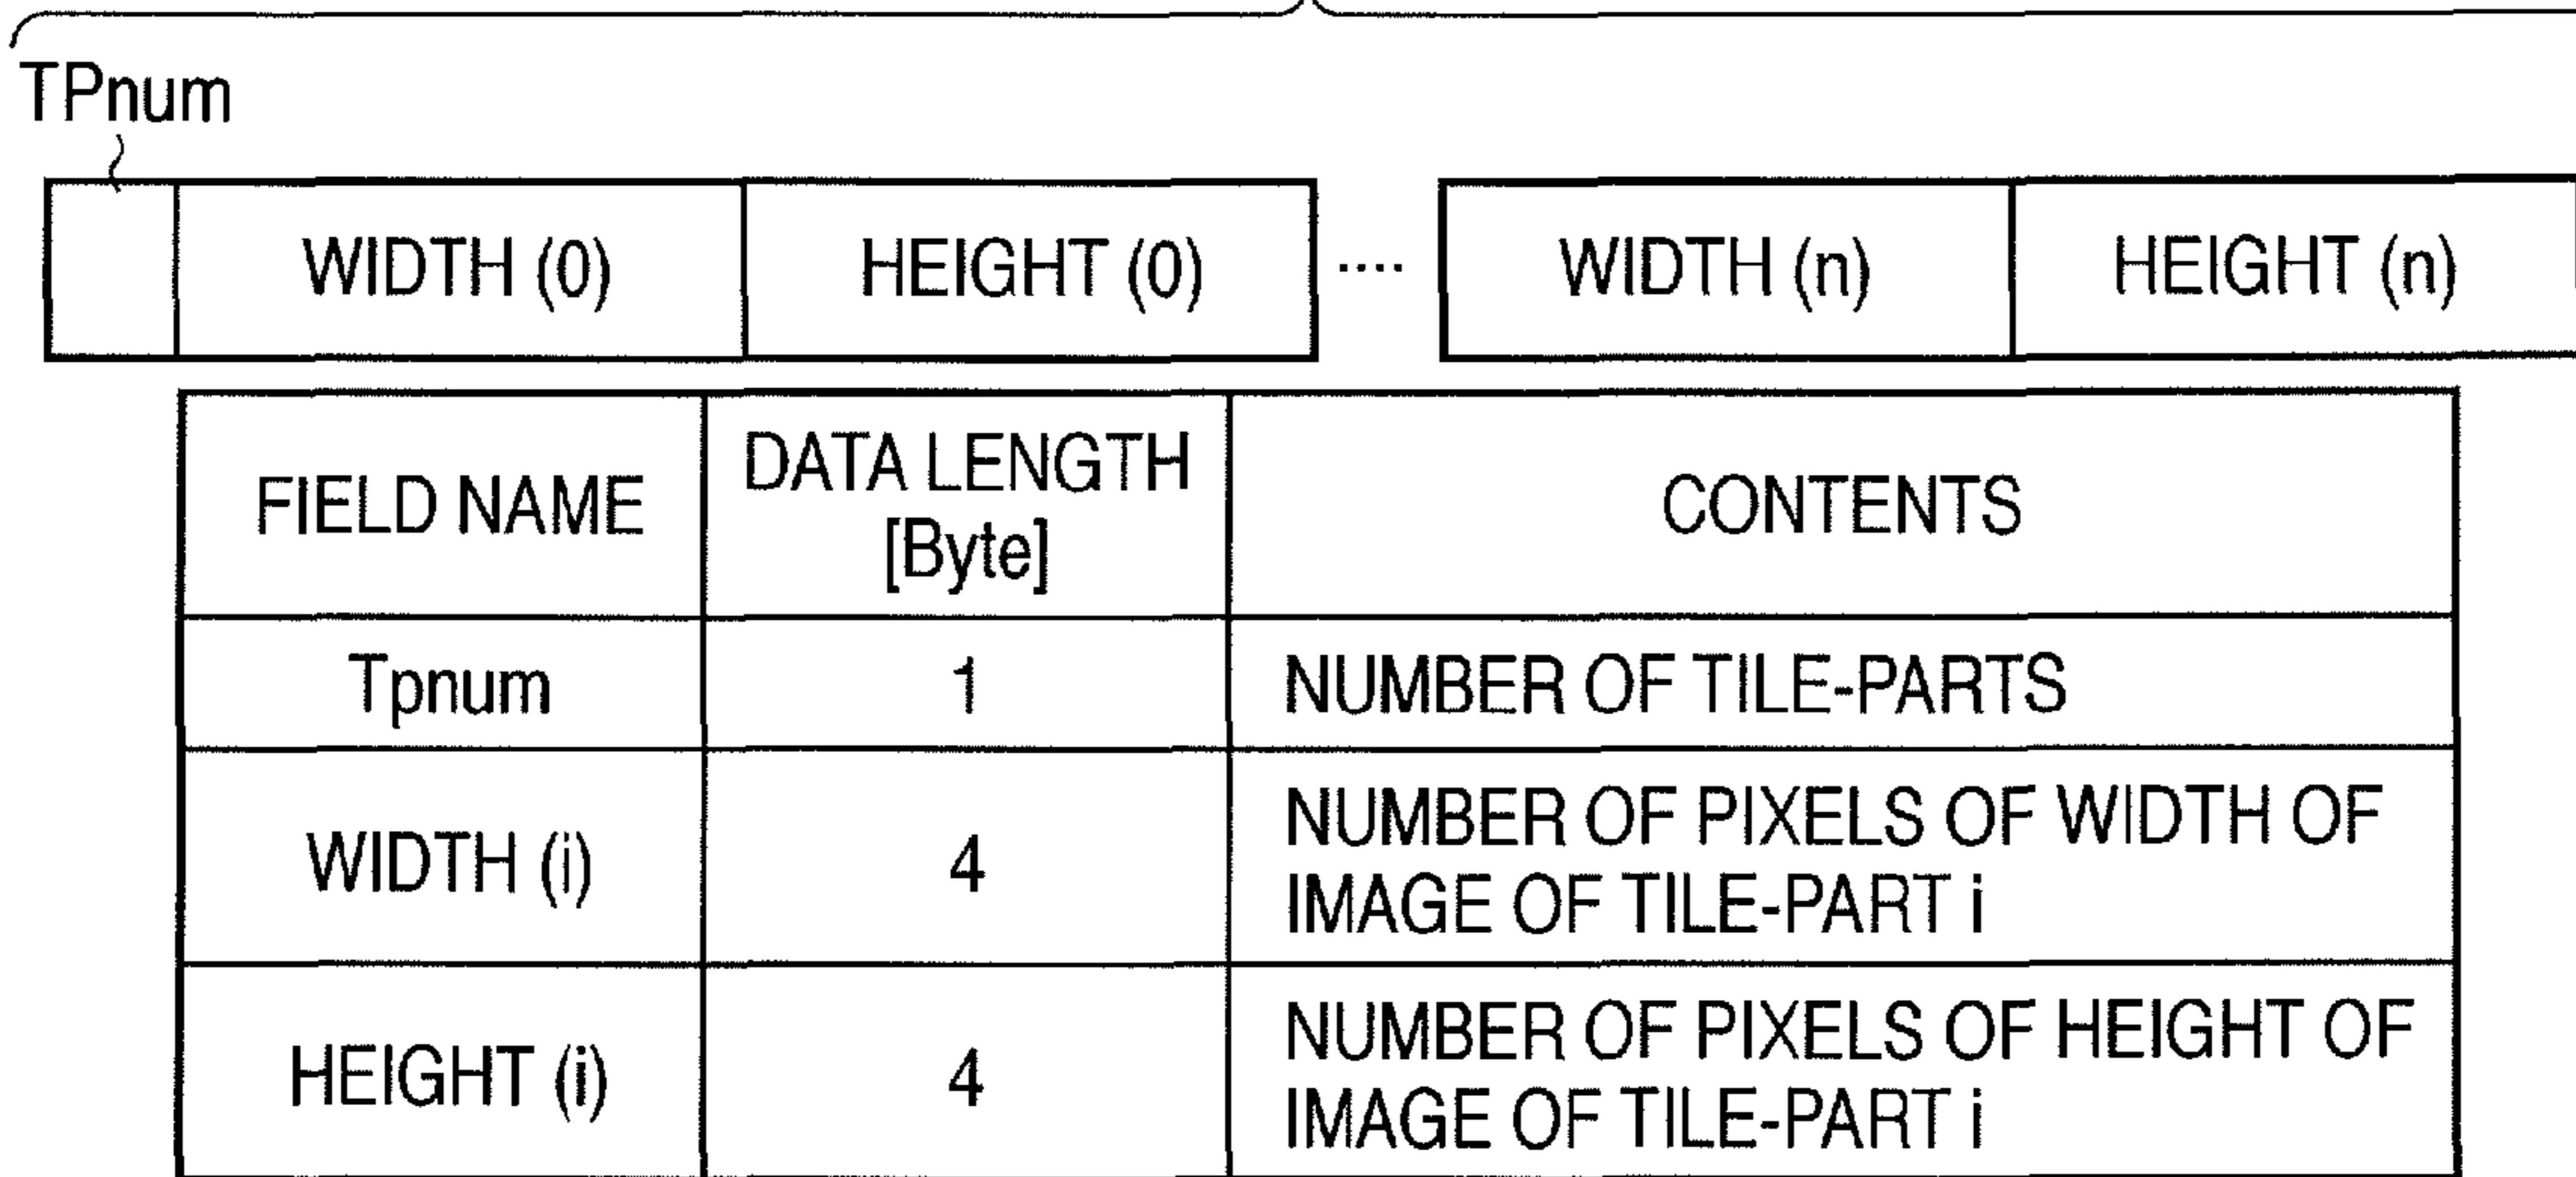 TPnum
WIDTH (0) HEIGHT (0) .... WIDTH (n) HEIGHT (n)
FIELD NAME DATA LENGTH [Byte] CONTENTS
Tpnum 1 NUMBER OF TILE-PARTS
WIDTH (i) 4 NUMBER OF PIXELS OF WIDTH OF
IMAGE OF TILE-PART i
HEIGHT (i) 4 NUMBER OF PIXELS OF HEIGHT OF
IMAGE OF TILE-PART i